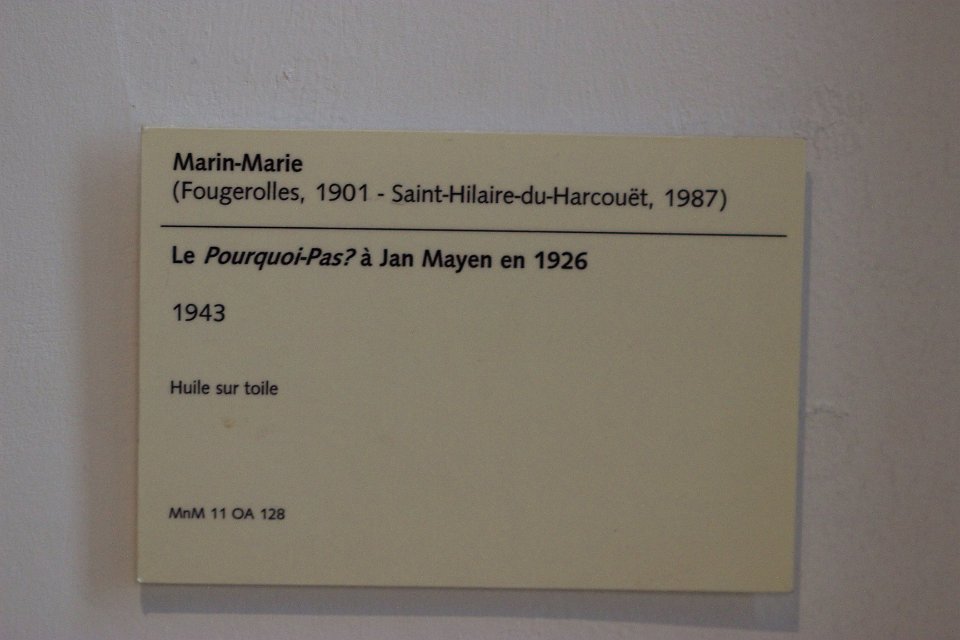 Marin-Marie
(Fougerolles, 1901 - Saint-Hilaire-du-Harcouët, 1987)
Le Pourquoi-Pas? à Jan Mayen en 1926
1943
Huile sur toile
MnM 11 OA 128